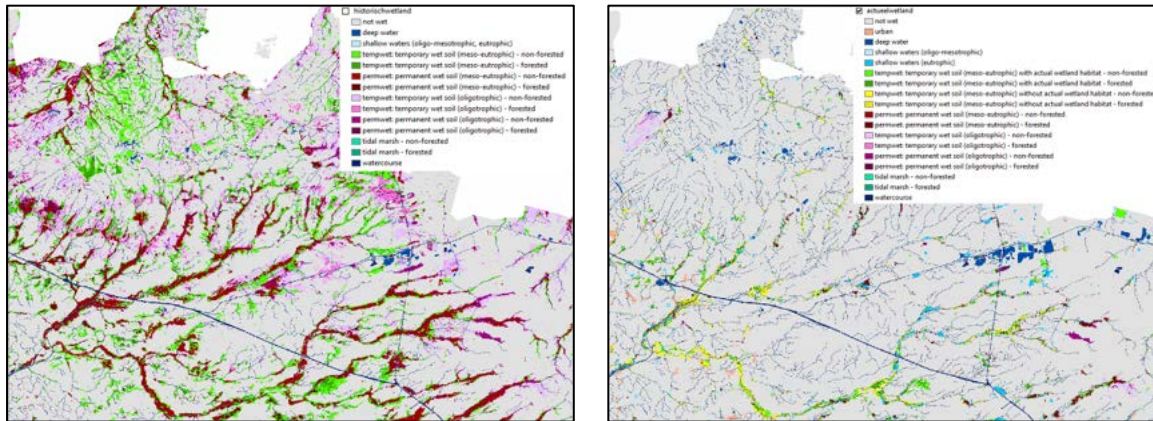 historischwetland
not wet
deep water
shallow waters (oligo-mesotrophic, eutrophic)
tempwet: temporary wet soil (meso-eutrophic) - non-forested
tempwet: temporary wet soil (meso-eutrophic) - forested
permwet: permanent wet soil (meso-eutrophic) - non-forested
permwet: permanent wet soil (meso-eutrophic) - forested
tempwet: temporary wet soil (oligotrophic) - non-forested
tempwet: temporary wet soil (oligotrophic) - forested
permwet: permanent wet soil (oligotrophic) - non-forested
permwet: permanent wet soil (oligotrophic) - forested
tidal marsh - non-forested
tidal marsh - forested
watercourse
actueelwetland
not wet
urban
deep water
shallow waters (oligo-mesotrophic)
shallow waters (eutrophic)
tempwet: temporary wet soil (meso-eutrophic) with actual wetland habitat - non-forested
tempwet: temporary wet soil (meso-eutrophic) with actual wetland habitat - forested
tempwet: temporary wet soil (meso-eutrophic) without actual wetland habitat - non-forested
tempwet: temporary wet soil (meso-eutrophic) without actual wetland habitat - forested
permwet: permanent wet soil (meso-eutrophic) - non-forested
permwet: permanent wet soil (meso-eutrophic) - forested
tempwet: temporary wet soil (oligotrophic) - non-forested
tempwet: temporary wet soil (oligotrophic) - forested
permwet: permanent wet soil (oligotrophic) - non-forested
permwet: permanent wet soil (oligotrophic) - forested
tidal marsh - non-forested
tidal marsh - forested
watercourse